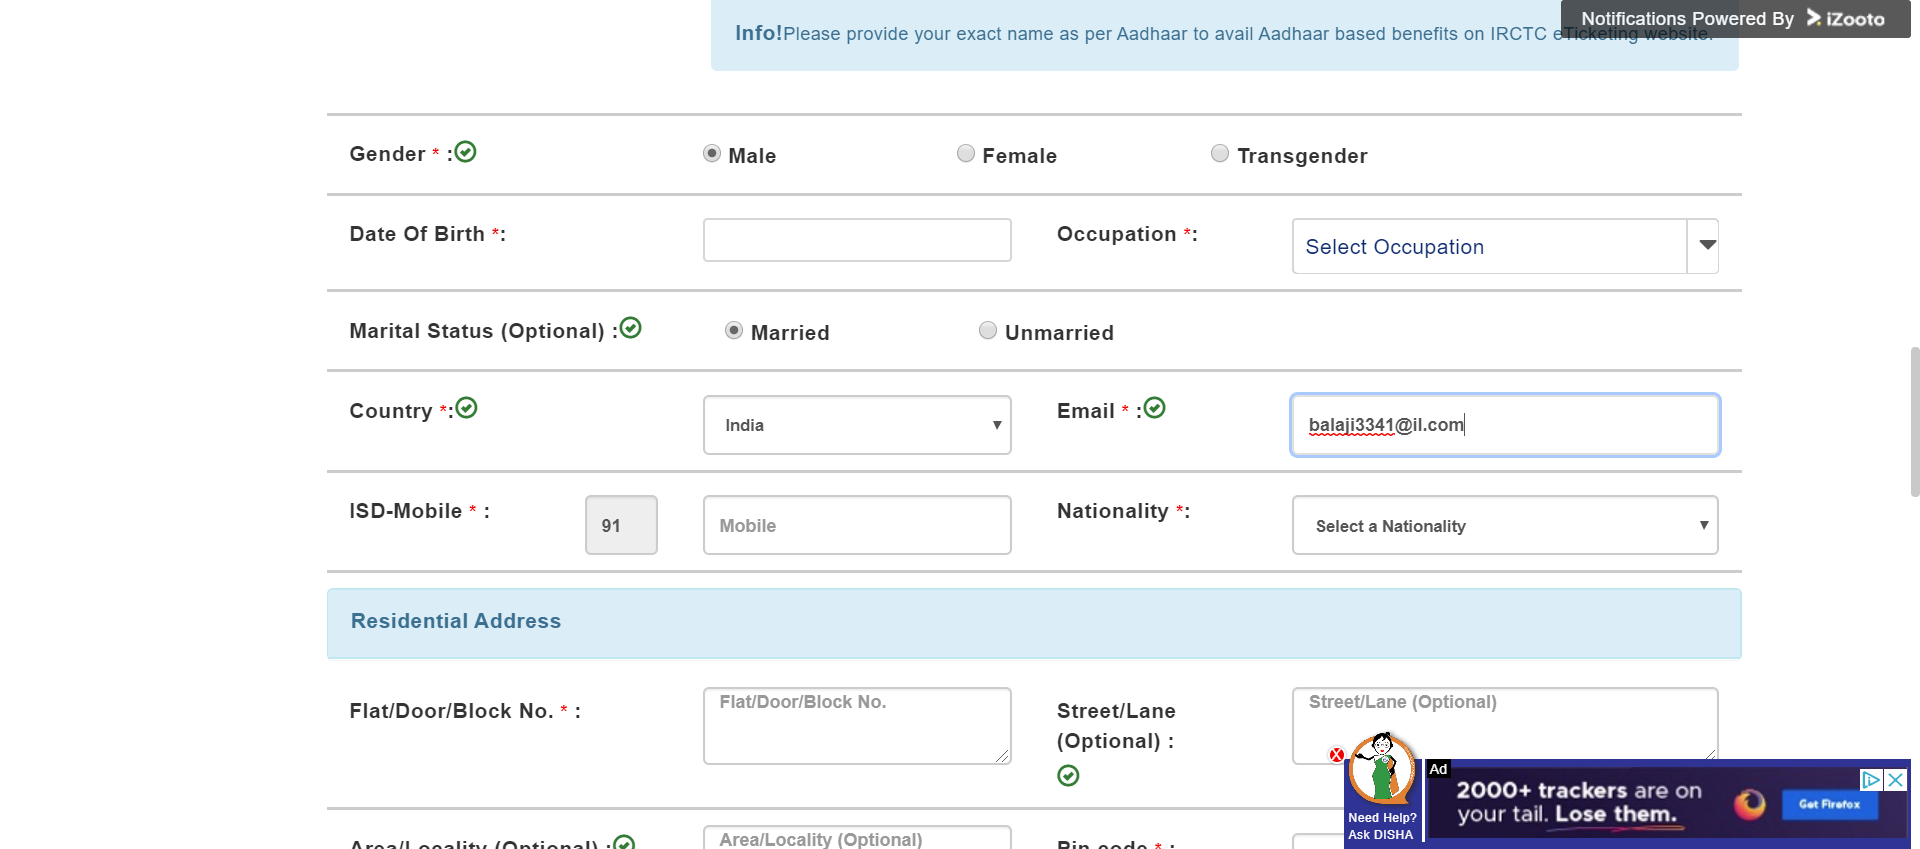 Notifications Powered By iZooto
Info!Please provide your exact name as per Aadhaar to avail Aadhaar based benefits on IRCTC eTicketing website.
Gender * : Male Female Transgender
Date Of Birth *: Occupation *: Select Occupation
Marital Status (Optional) : Married Unmarried
Country *: India Email * : balaji3341@il.com
ISD-Mobile * : 91 Mobile Nationality *: Select a Nationality
Residential Address
Flat/Door/Block No. * : Flat/Door/Block No. Street/Lane (Optional) : Street/Lane (Optional)
X
Need Help?
Ask DISHA
Ad
2000+ trackers are on
your tail. Lose them.
Get Firefox
Area/Locality (Optional) : Area/Locality (Optional) Pin code * :